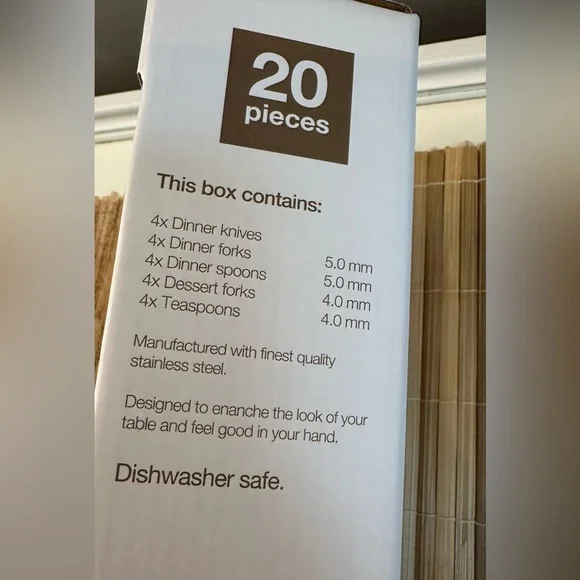 20
pieces
This box contains:
4x Dinner knives
4x Dinner forks 5.0 mm
4x Dinner spoons 5.0 mm
4x Dessert forks 4.0 mm
4x Teaspoons 4.0 mm
Manufactured with finest quality
stainless steel.
Designed to enanche the look of your
table and feel good in your hand.
Dishwasher safe.